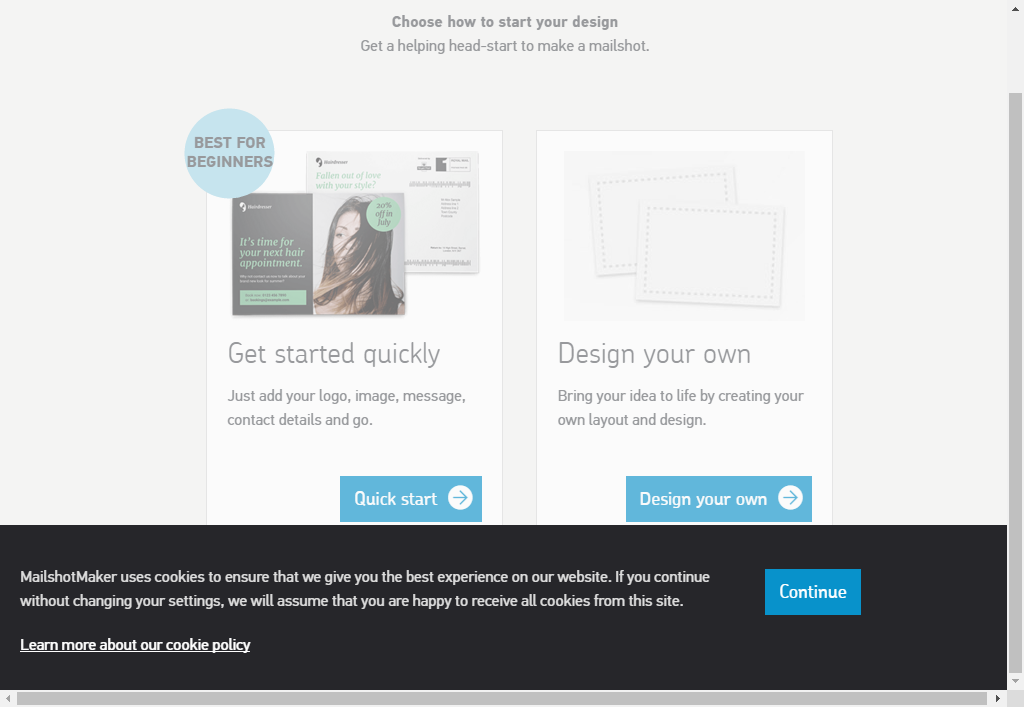 Choose how to start your design
Get a helping head-start to make a mailshot.
BEST FOR
BEGINNERS
Hairdresser
Fallen out of love
with your style?
Hairdresser
20%
off in
July
It's time for
your next hair
appointment.
Get started quickly
Just add your logo, image, message,
contact details and go.
Quick start
Design your own
Bring your idea to life by creating your
own layout and design.
Design your own
MailshotMaker uses cookies to ensure that we give you the best experience on our website. If you continue
without changing your settings, we will assume that you are happy to receive all cookies from this site.
Learn more about our cookie policy
Continue